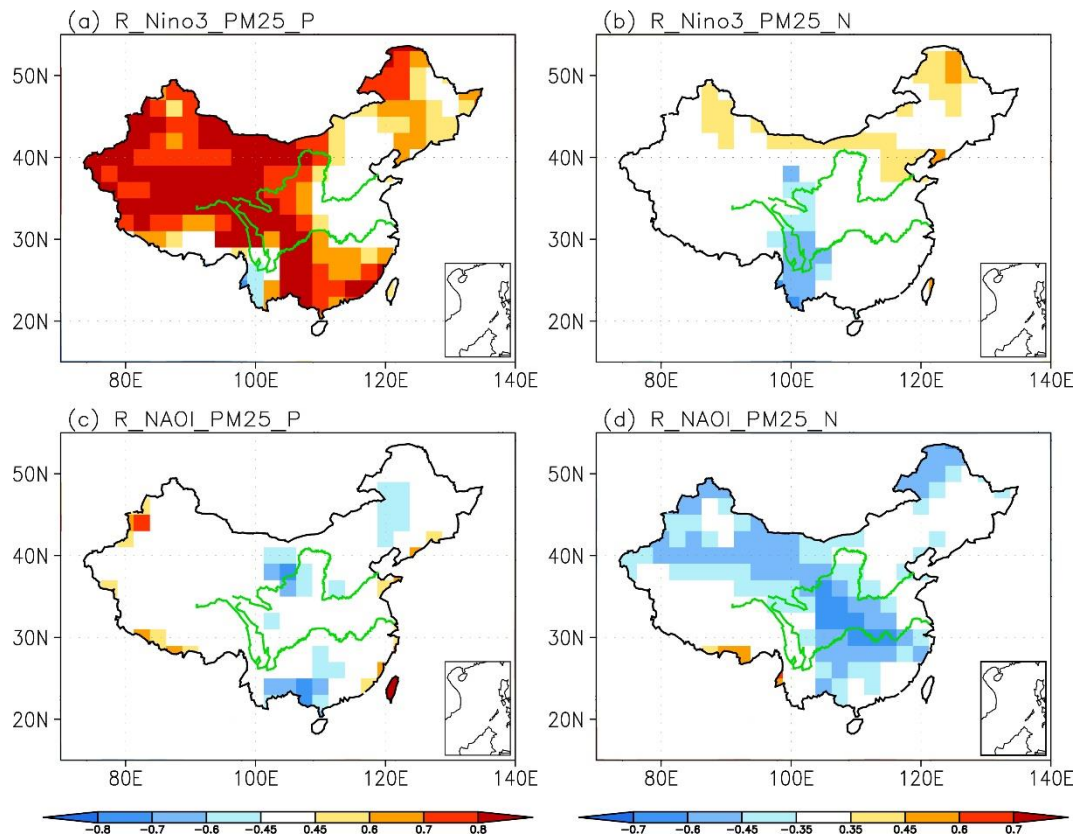 (a) R_Nino3_PM25_P
(b) R_Nino3_PM25_N
50N
40N
30N
20N
80E 100E 120E 140E
50N
40N
30N
20N
80E 100E 120E 140E
(c) R_NAOI_PM25_P
(d) R_NAOI_PM25_N
50N
40N
30N
20N
80E 100E 120E 140E
50N
40N
30N
20N
80E 100E 120E 140E
-0.8 -0.7 -0.6 -0.45 0.45 0.6 0.7 0.8
-0.7 -0.6 -0.45 -0.35 0.35 0.45 0.6 0.7